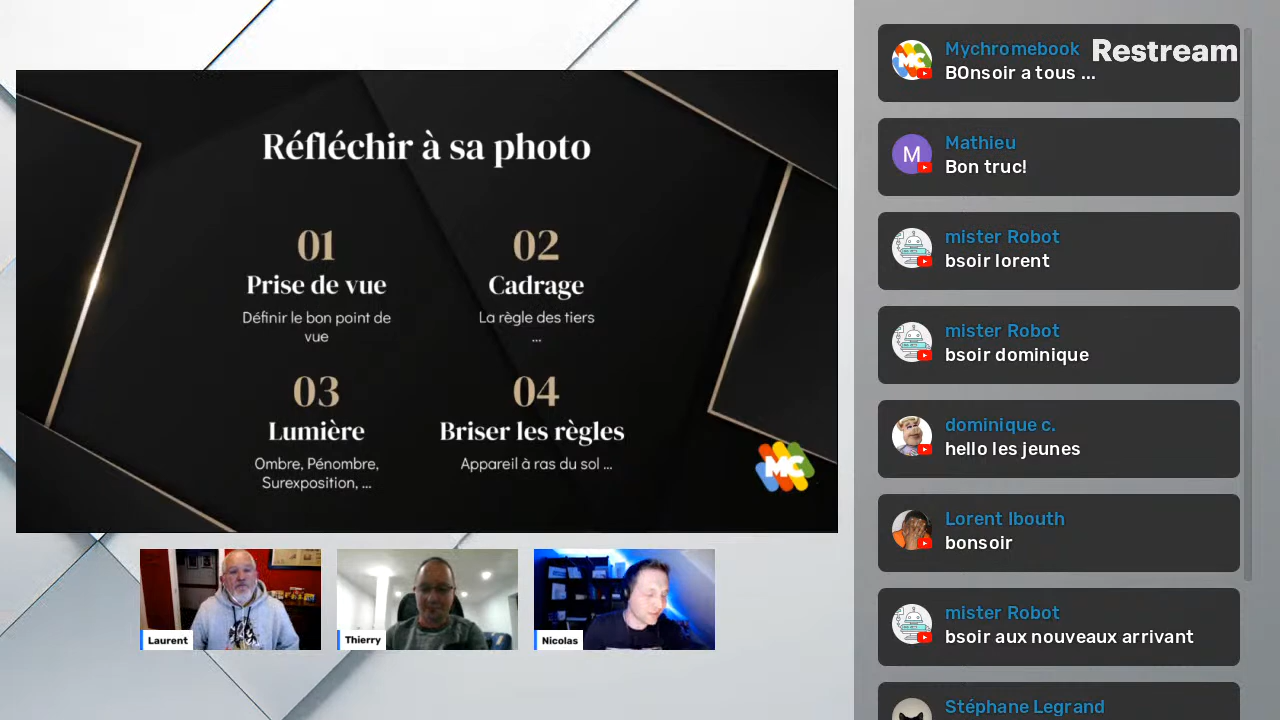 Réfléchir à sa photo
01
Prise de vue
Définir le bon point de
vue
02
Cadrage
La règle des tiers
...
03
Lumière
Ombre, Pénombre,
Surexposition, ...
04
Briser les règles
Appareil à ras du sol ...
MC
Laurent
Thierry
Nicolas
Restream
MC
Mychromebook
BOnsoir a tous ...
M
Mathieu
Bon truc!
mister Robot
bsoir lorent
mister Robot
bsoir dominique
dominique c.
hello les jeunes
Lorent Ibouth
bonsoir
mister Robot
bsoir aux nouveaux arrivant
Stéphane Legrand